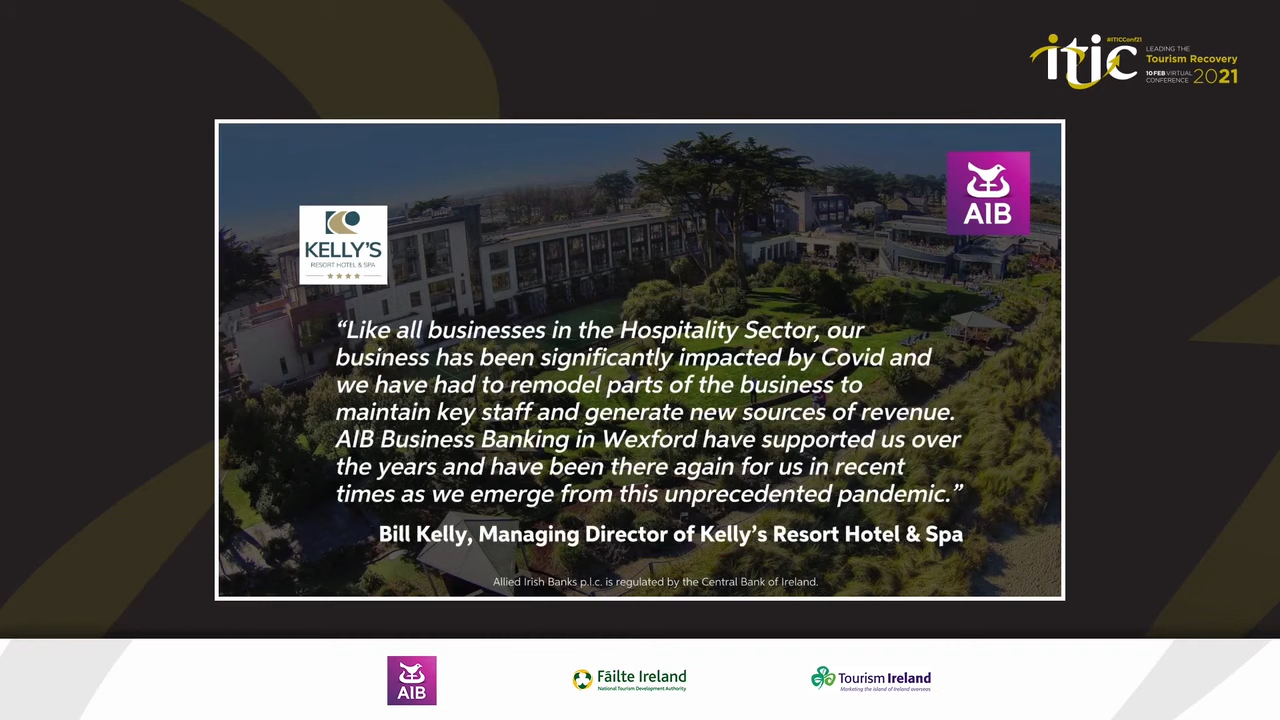 #ITICConf21
itic
LEADING THE
Tourism Recovery
10 FEB VIRTUAL
CONFERENCE 2021
AIB
KELLY'S
RESORT HOTEL & SPA
“Like all businesses in the Hospitality Sector, our
business has been significantly impacted by Covid and
we have had to remodel parts of the business to
maintain key staff and generate new sources of revenue.
AIB Business Banking in Wexford have supported us over
the years and have been there again for us in recent
times as we emerge from this unprecedented pandemic.”
Bill Kelly, Managing Director of Kelly’s Resort Hotel & Spa
Allied Irish Banks p.l.c. is regulated by the Central Bank of Ireland.
AIB
Fáilte Ireland
National Tourism Development Authority
Tourism Ireland
Marketing the island of Ireland overseas